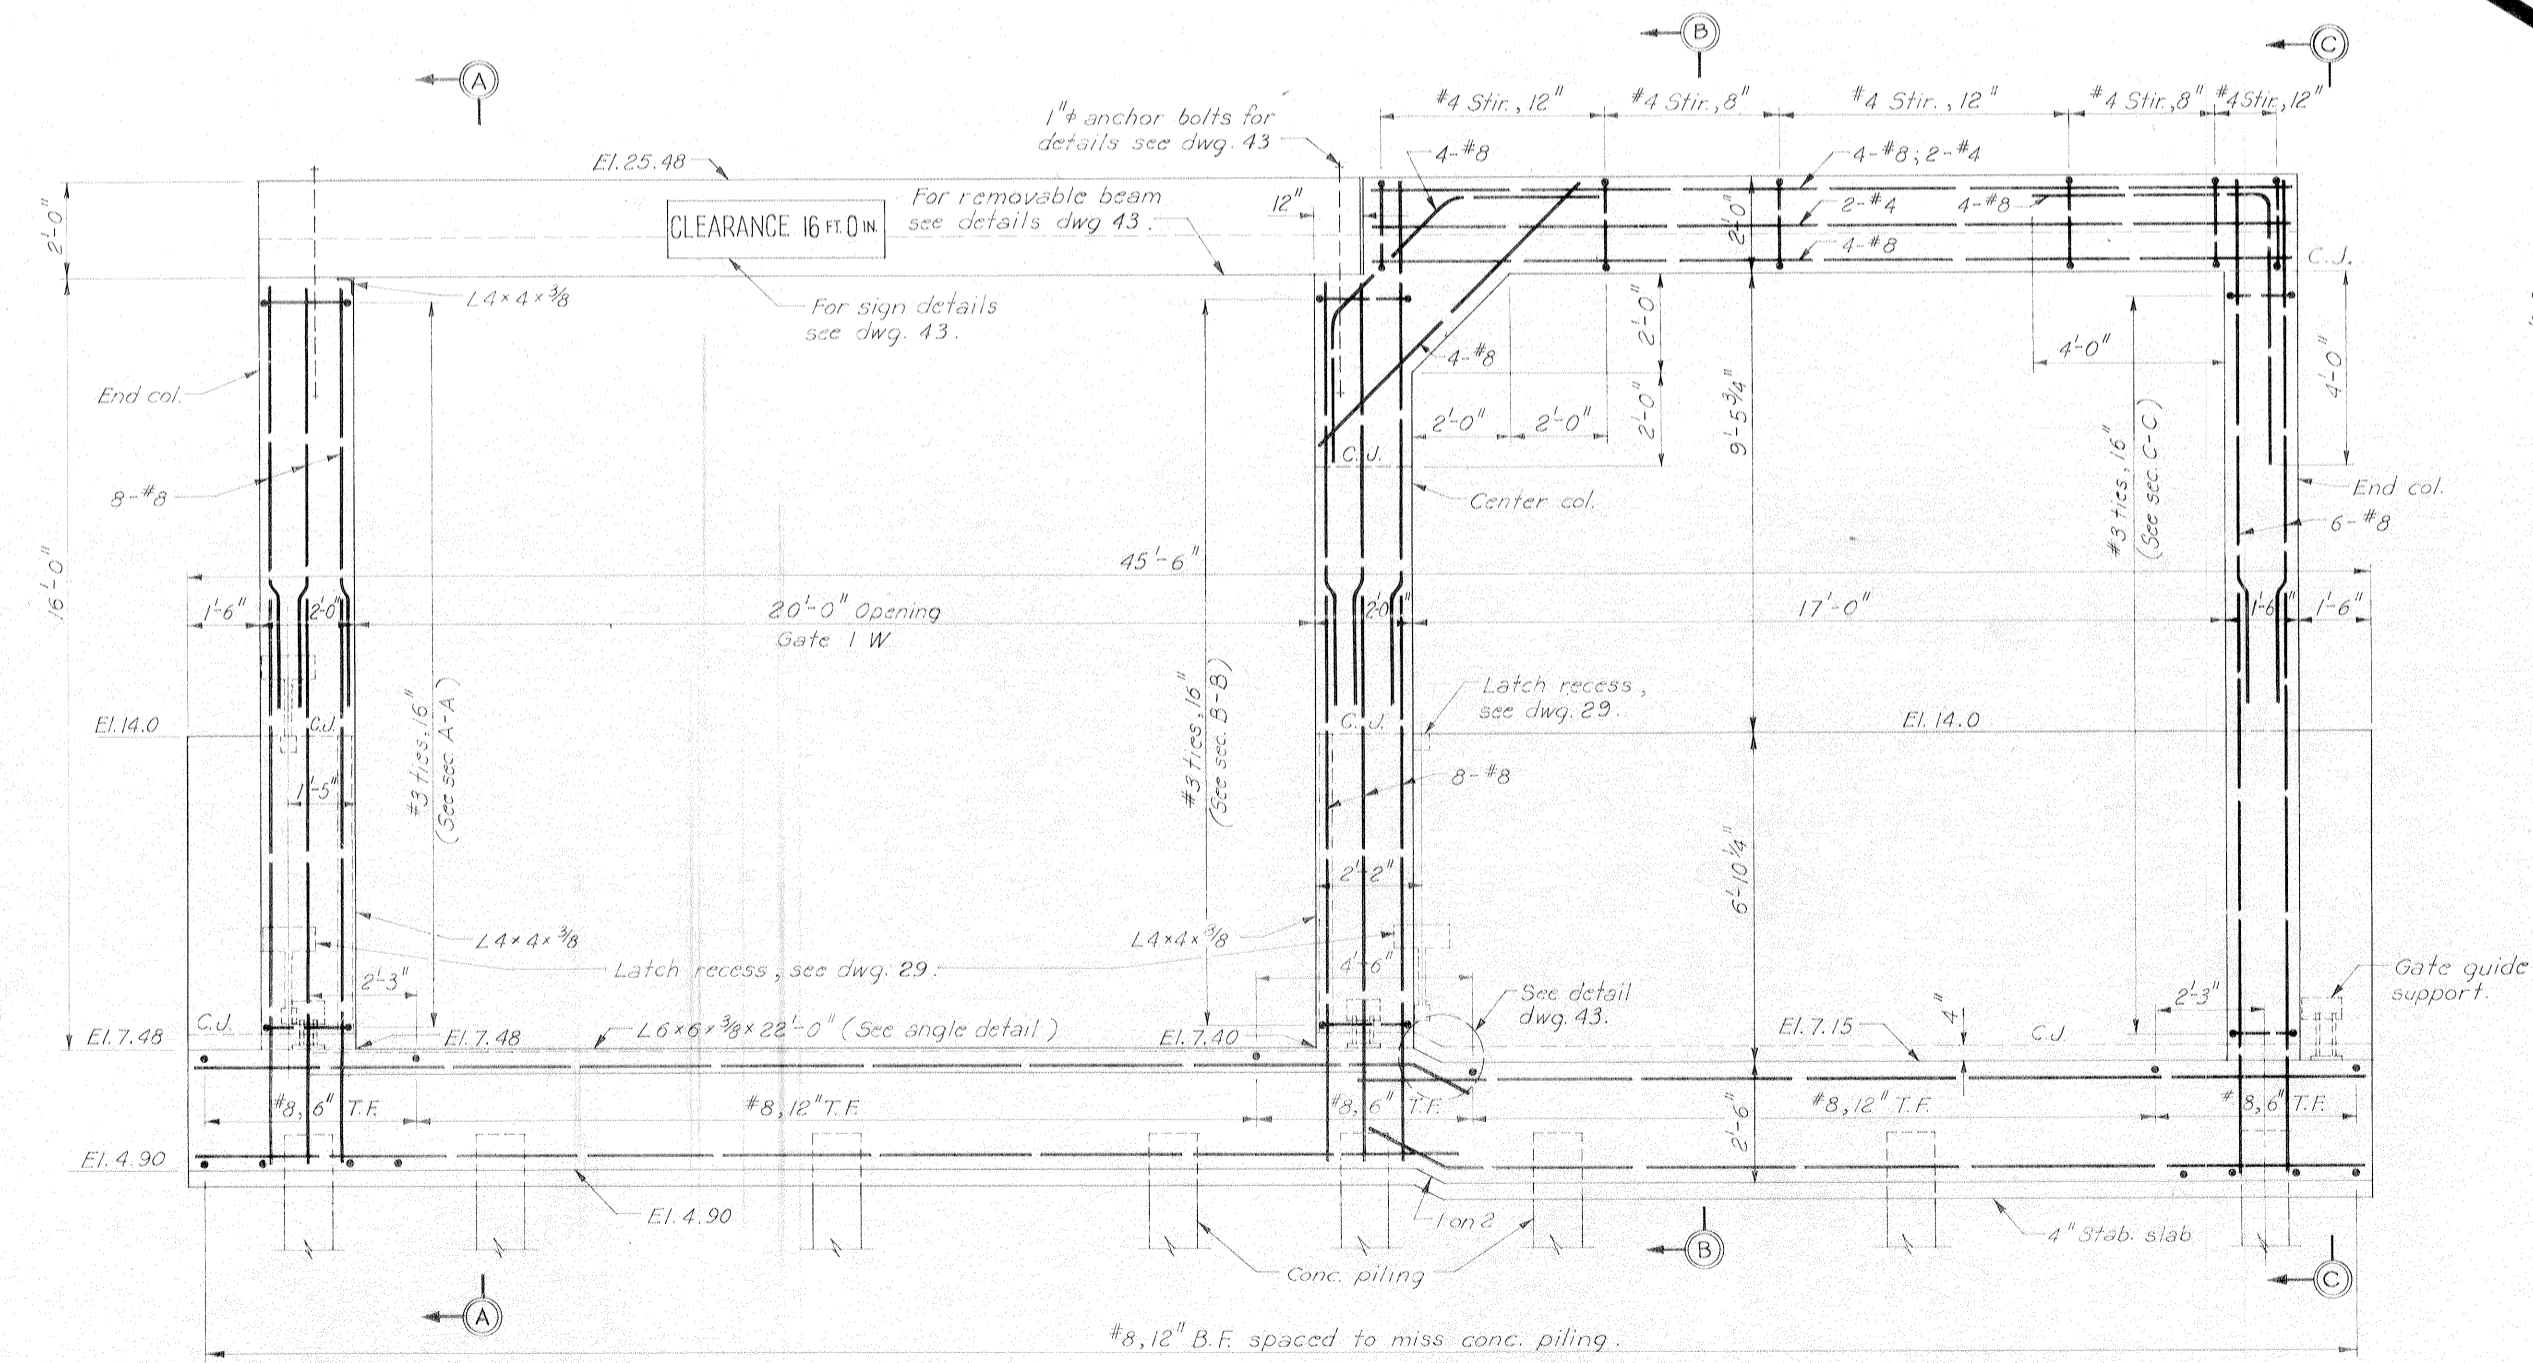 A
B
C
#4 Stir., 12"
#4 Stir., 8"
#4 Stir., 12"
#4 Stir., 8"
#4 Stir., 12"
1"ϕ anchor bolts for
details see dwg. 43
El. 25.48
4-#8
4-#8; 2-#4
2'-0"
CLEARANCE 16 FT. 0 IN.
For removable beam
see details dwg 43.
12"
2'-0"
2-#4
4-#8
4-#8
C.J.
L4×4×3/8
For sign details
see dwg. 43.
4-#8
2'-0"
4'-0"
4'-0"
End col.
2'-0"
2'-0"
2'-0"
9'-5 3/4"
C.J.
8-#8
Center col.
#3 ties, 16"
(See sec. C-C)
End col.
6-#8
16'-0"
45'-6"
1'-6"
2'-0"
20'-0" Opening
Gate 1 W
2'-0"
17'-0"
1'-6"
1'-6"
#3 ties, 16"
(See sec. A-A)
#3 ties, 16"
(See sec. B-B)
Latch recess,
see dwg. 29.
El. 14.0
C.J.
C.J.
El. 14.0
1'-5"
8-#8
6'-10 1/4"
2'-2"
L4×4×3/8
L4×4×3/8
Latch recess, see dwg. 29.
2'-3"
4'-6"
See detail
dwg. 43.
Gate guide
support.
2'-3"
4"
C.J.
El. 7.48
El. 7.48
L6×6×3/8×22'-0" (See angle detail)
El. 7.40
El. 7.15
C.J.
#8, 6" T.F.
#8, 12" T.F.
#8, 6" T.F.
2'-6"
#8, 12" T.F.
#8, 6" T.F.
El. 4.90
El. 4.90
1 on 2
4" Stab. slab
Conc. piling
A
B
C
#8, 12" B.F. spaced to miss conc. piling.